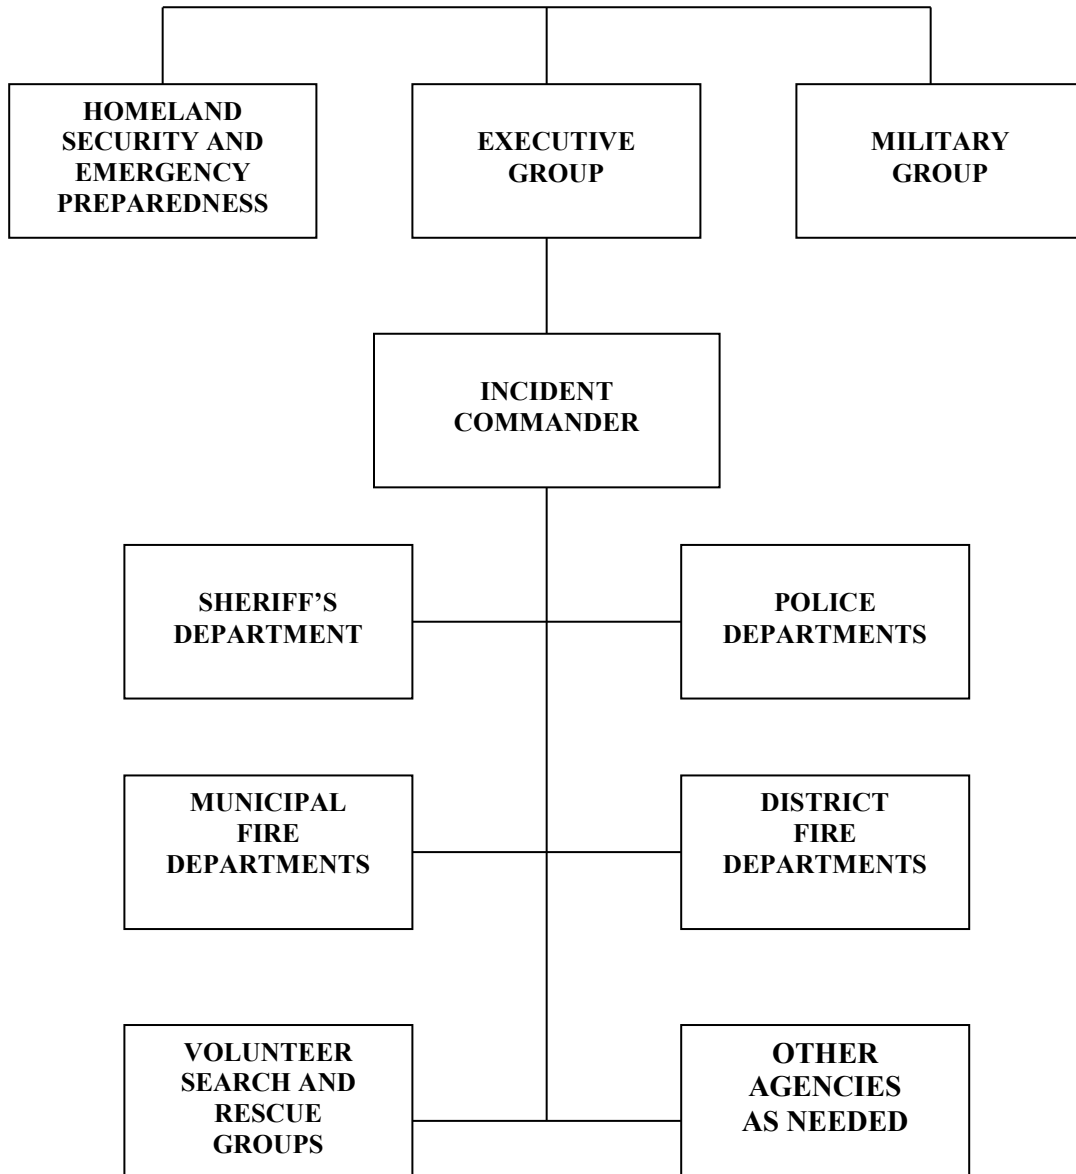 HOMELAND
SECURITY AND
EMERGENCY
PREPAREDNESS
EXECUTIVE
GROUP
MILITARY
GROUP
INCIDENT
COMMANDER
SHERIFF’S
DEPARTMENT
POLICE
DEPARTMENTS
MUNICIPAL
FIRE
DEPARTMENTS
DISTRICT
FIRE
DEPARTMENTS
VOLUNTEER
SEARCH AND
RESCUE
GROUPS
OTHER
AGENCIES
AS NEEDED